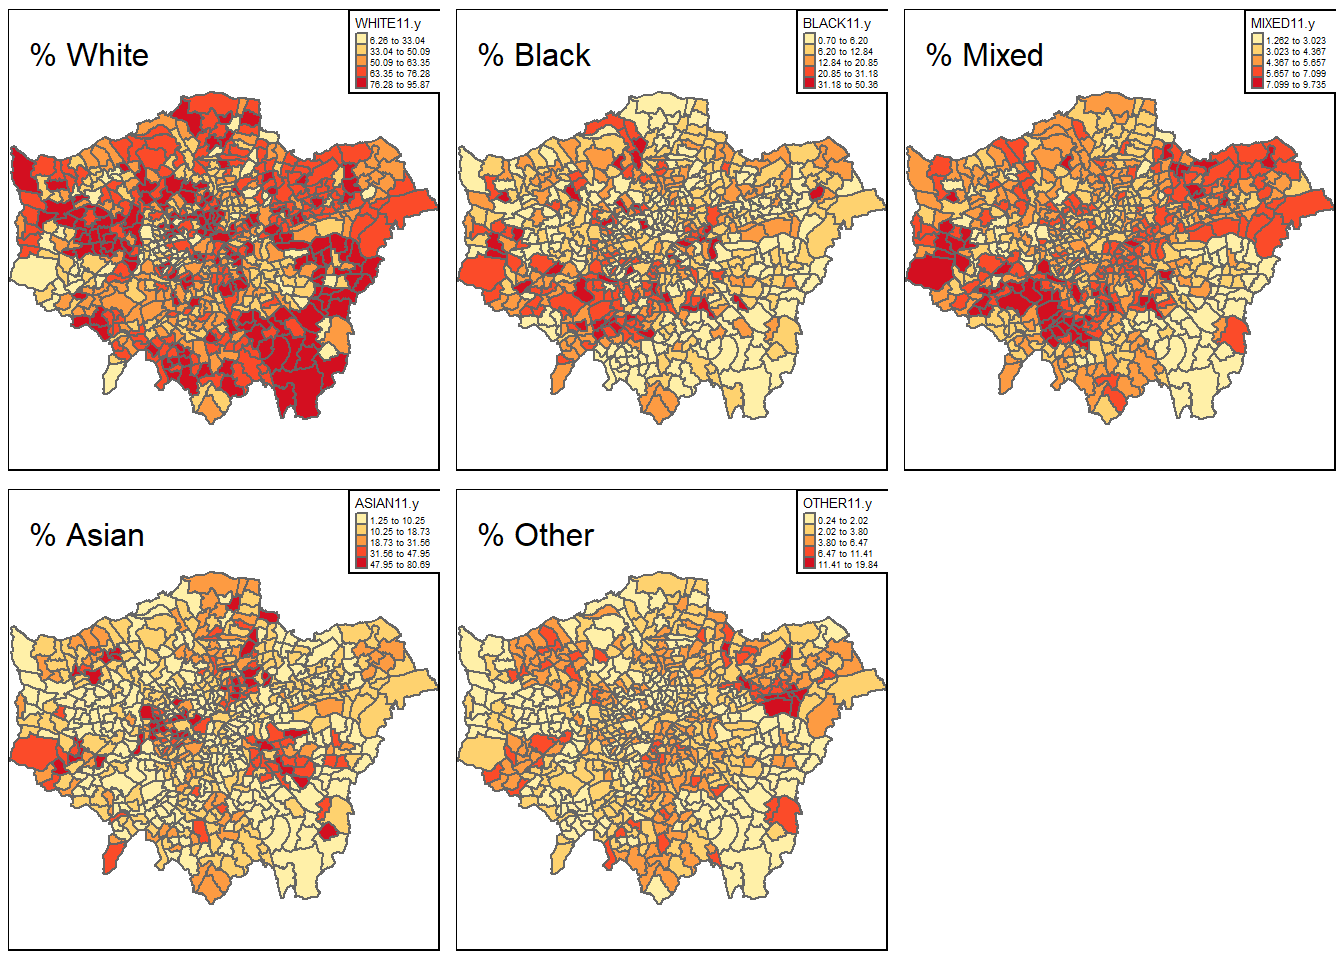 % White
WHITE11.y
6.26 to 33.04
33.04 to 50.09
50.09 to 63.35
63.35 to 76.28
76.28 to 95.87
% Black
BLACK11.y
0.70 to 6.20
6.20 to 12.84
12.84 to 20.85
20.85 to 31.18
31.18 to 50.36
% Mixed
MIXED11.y
1.262 to 3.023
3.023 to 4.367
4.367 to 5.657
5.657 to 7.099
7.099 to 9.735
% Asian
ASIAN11.y
1.25 to 10.25
10.25 to 18.73
18.73 to 31.56
31.56 to 47.95
47.95 to 80.69
% Other
OTHER11.y
0.24 to 2.02
2.02 to 3.80
3.80 to 6.47
6.47 to 11.41
11.41 to 19.84